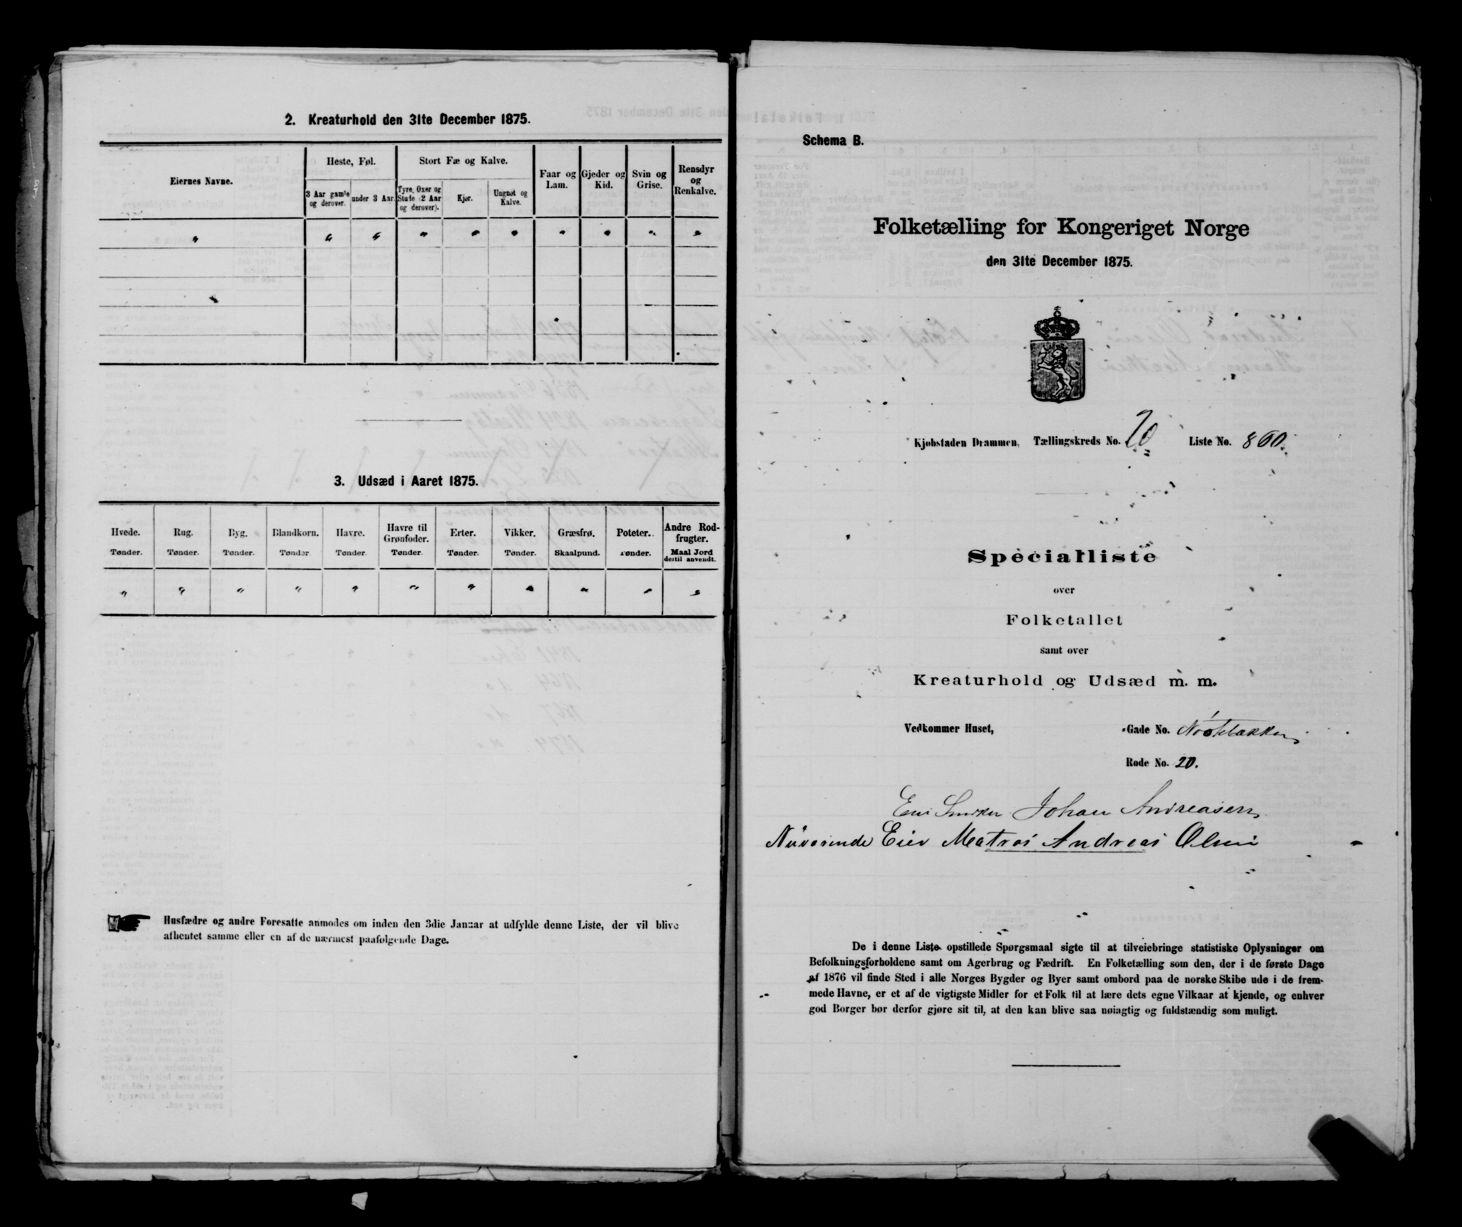 2. Kreaturhold den 31te December 1875.
Eiernes Navne.
Heste, Føl.
3 Aar gamle og derover.
under 3 Aar.
Stort Fæ og Kalve.
Tyre, Oxer og Stude (2 Aar og derover).
Kjør.
Ungnøt og Kalve.
Faar og Lam.
Gjeder og Kid.
Svin og Grise.
Rensdyr og Renkalve.
3. Udsæd i Aaret 1875.
Hvede. Rug. Byg. Blandkorn. Havre. Havre til Grønfoder. Erter. Vikker. Græsfrø. Poteter. Andre Rodfrugter.
Tønder. Tønder. Tønder. Tønder. Tønder. Tønder. Tønder. Tønder. Skaalpund. Tønder. Maal Jord dertil anvendt.
Husfædre og andre Foresatte anmodes om inden den 3die Januar at udfylde denne Liste, der vil blive
afhentet samme eller en af de nærmest paafølgende Dage.
Schema B.
Folketælling for Kongeriget Norge
den 31te December 1875.
Kjøbstaden Drammen, Tællingskreds No. 20 Liste No. 860.
Specialliste
over
Folketallet
samt over
Kreaturhold og Udsæd m. m.
Vedkommer Huset, Gade No.
Rode No. 20.
Johan Andreasen
Nuværende Eier Matros Andreas Olsen
De i denne Liste opstillede Spørgsmaal sigte til at tilveiebringe statistiske Oplysninger om
Befolkningsforholdene samt om Agerbrug og Fædrift. En Folketælling som den, der i de første Dage
af 1876 vil finde Sted i alle Norges Bygder og Byer samt ombord paa de norske Skibe ude i de frem-
mede Havne, er et af de vigtigste Midler for et Folk til at lære dets egne Vilkaar at kjende, og enhver
god Borger bør derfor gjøre sit til, at den kan blive saa nøiagtig og fuldstændig som muligt.